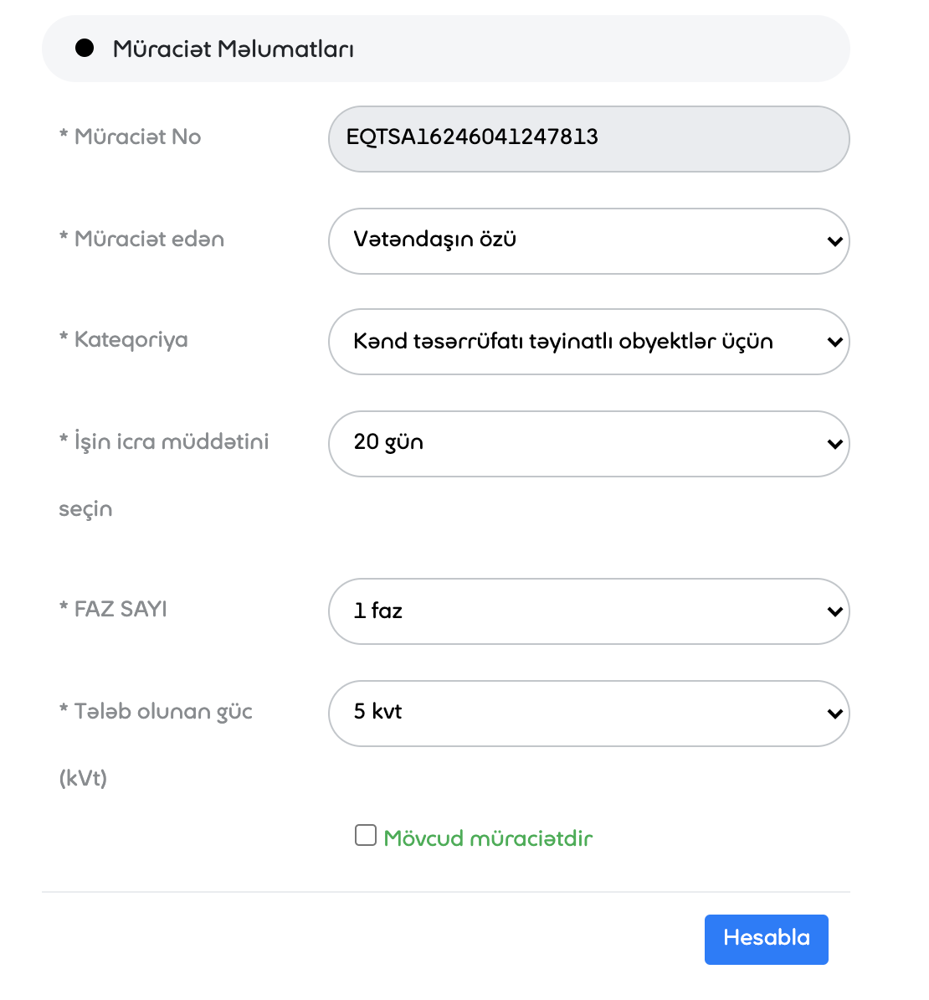 Müraciət Məlumatları
* Müraciət No
EQTSA16246041247813
* Müraciət edən
Vətəndaşın özü
* Kateqoriya
Kənd təsərrüfatı təyinatlı obyektlər üçün
* İşin icra müddətini
seçin
20 gün
* FAZ SAYI
1 faz
* Tələb olunan güc
(kVt)
5 kvt
Mövcud müraciətdir
Hesabla